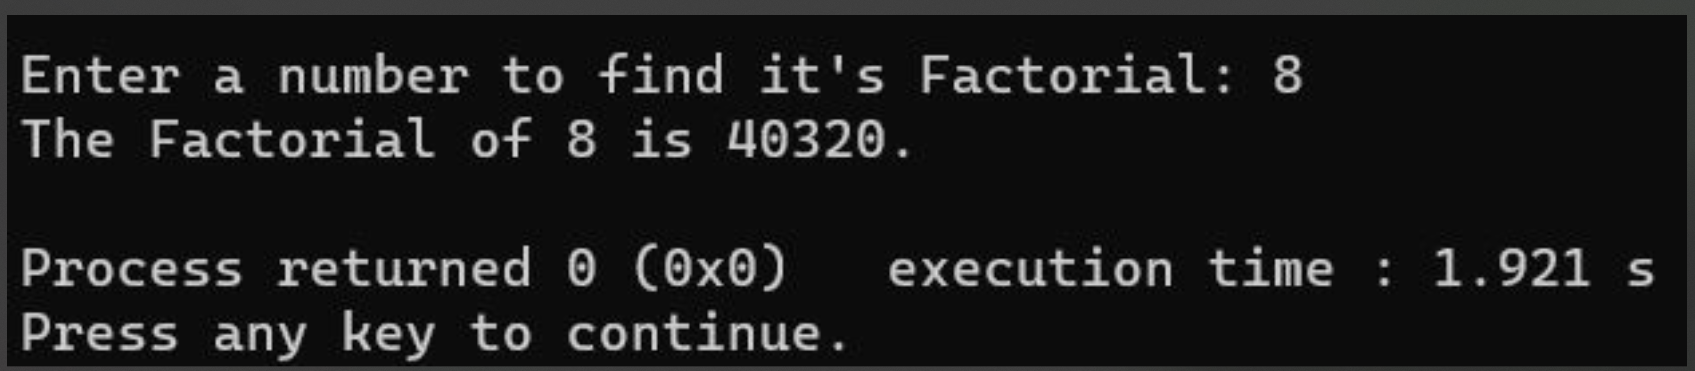 Enter a number to find it's Factorial: 8
The Factorial of 8 is 40320.
Process returned 0 (0x0)   execution time : 1.921 s
Press any key to continue.